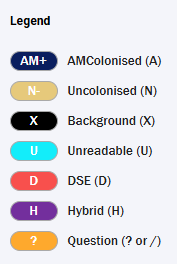 Legend
AM+ AMColonised (A)
N- Uncolonised (N)
X Background (X)
U Unreadable (U)
D DSE (D)
H Hybrid (H)
? Question (? or /)